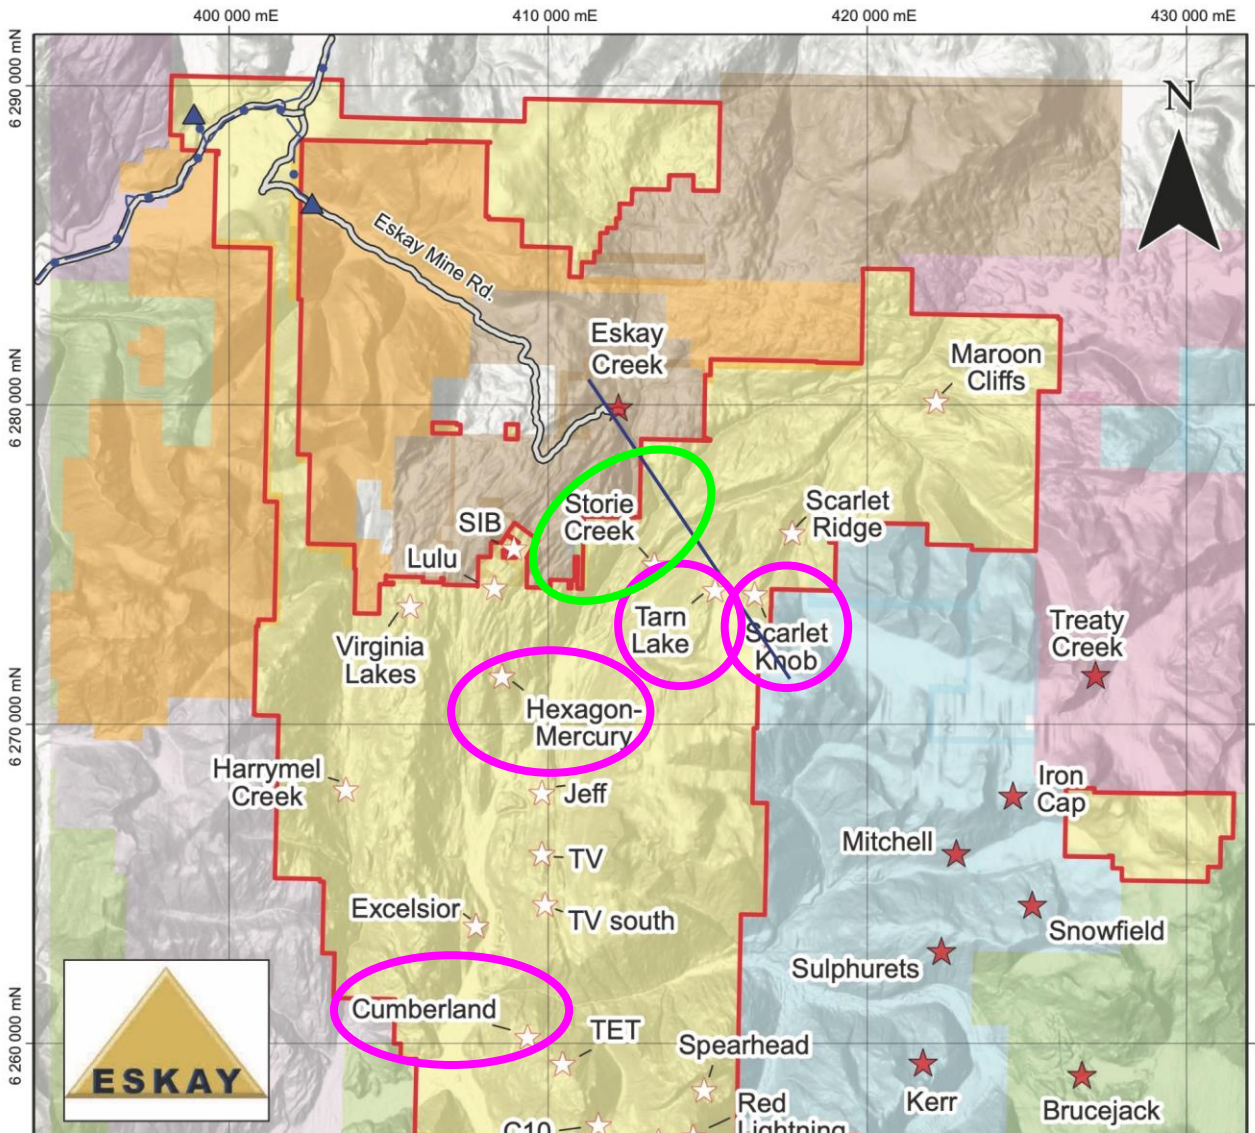 400 000 mE
410 000 mE
420 000 mE
430 000 mE
6 290 000 mN
N
Eskay Mine Rd.
Eskay
Creek
Maroon
Cliffs
6 280 000 mN
Storie
Creek
Scarlet
Ridge
SIB
Lulu
Tarn
Lake
Scarlet
Knob
Virginia
Lakes
Treaty
Creek
Hexagon-
Mercury
6 270 000 mN
Harrymel
Creek
Jeff
Iron
Cap
Mitchell
TV
Excelsior
TV south
Snowfield
Sulphurets
Cumberland
TET
6 260 000 mN
Spearhead
ESKAY
Kerr
Brucejack
C10
Red
Lightning